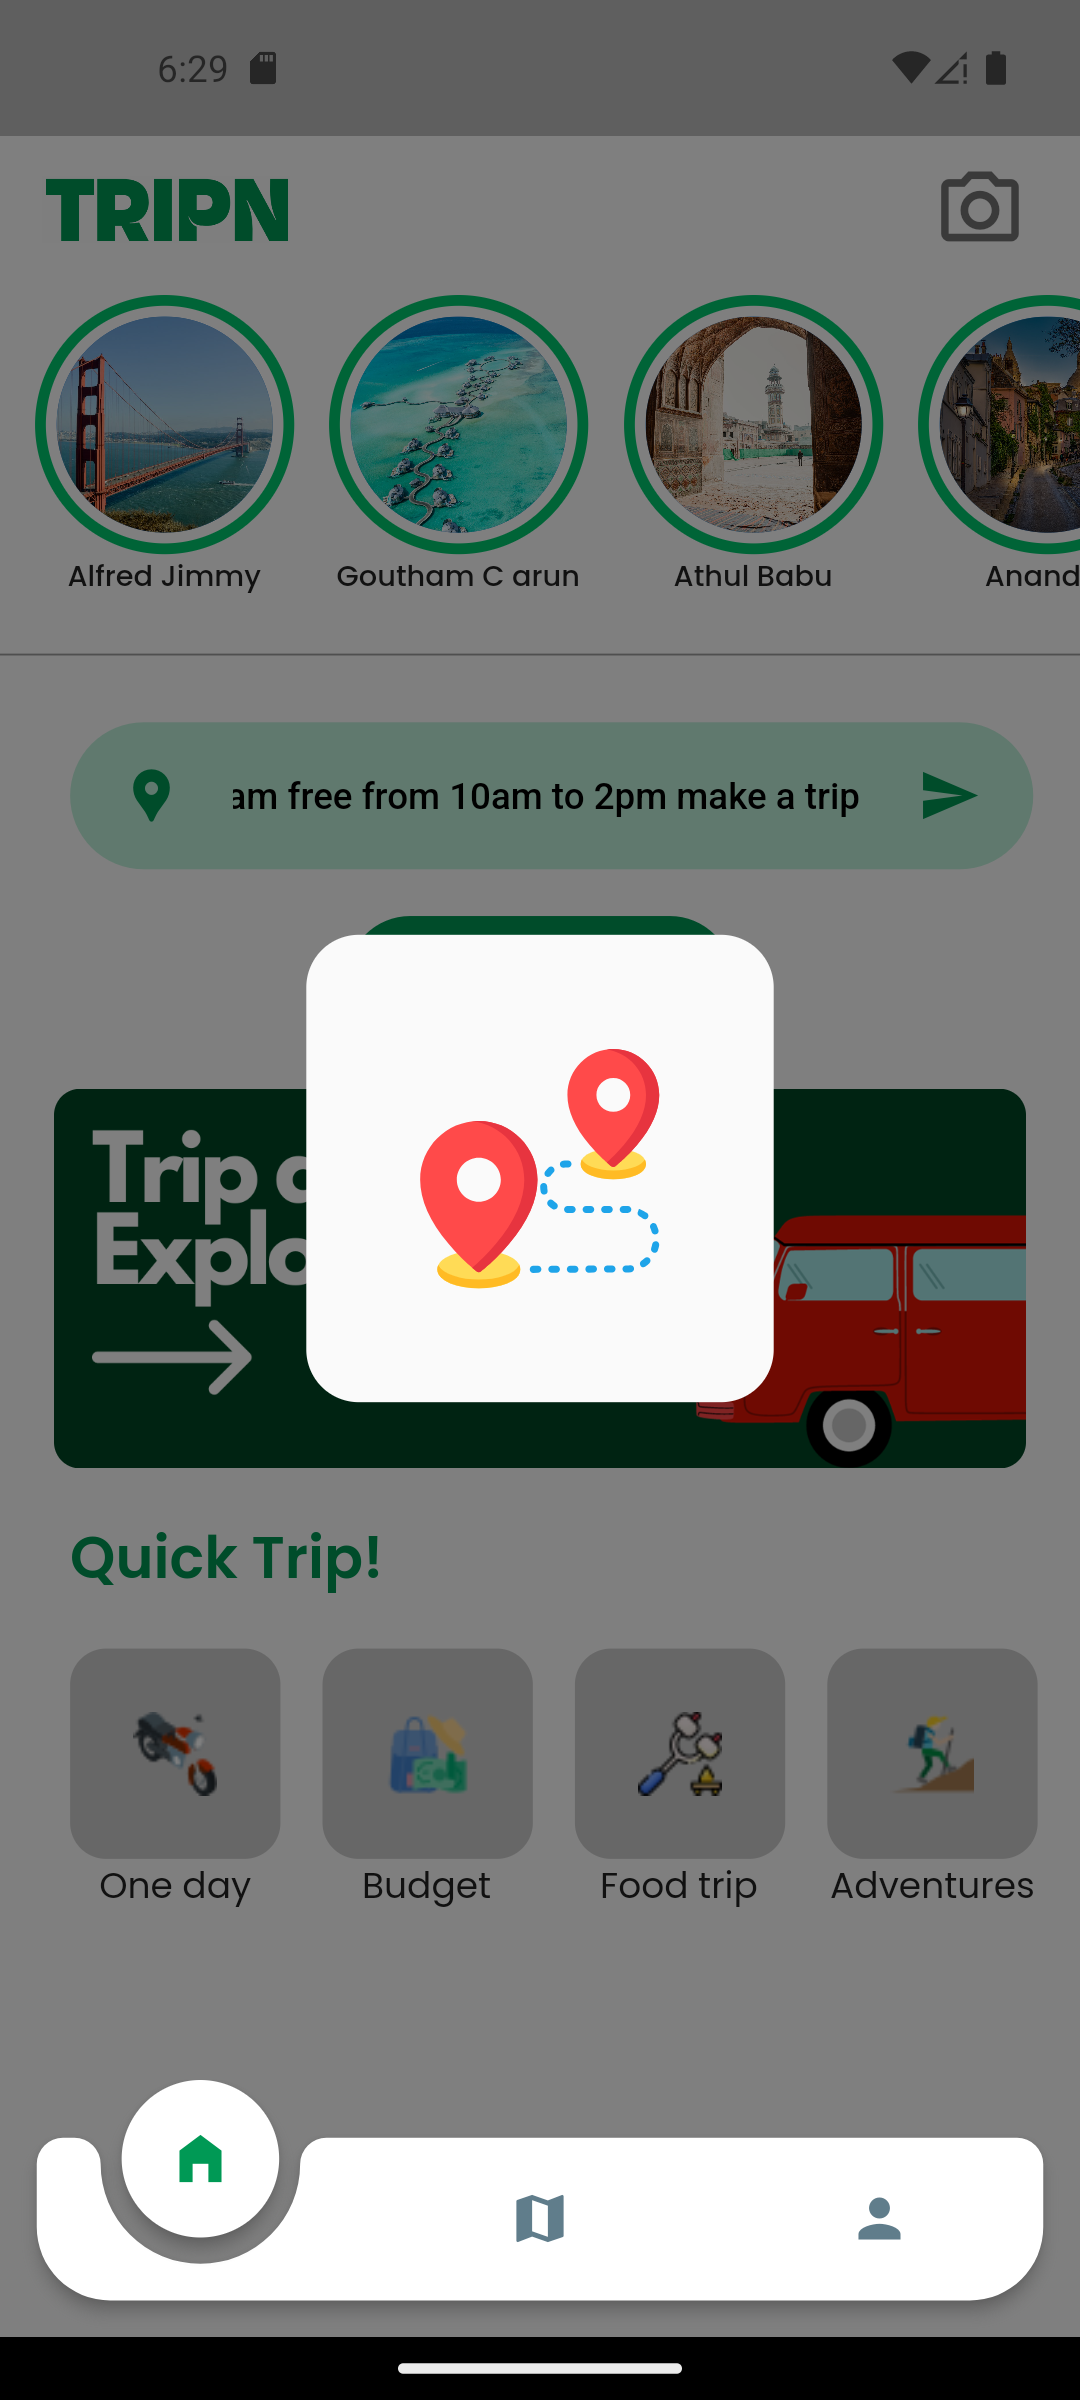 6:29
TRIPN
Alfred Jimmy
Goutham C arun
Athul Babu
Anand
am free from 10am to 2pm make a trip
Trip
Explo
Quick Trip!
One day
Budget
Food trip
Adventures